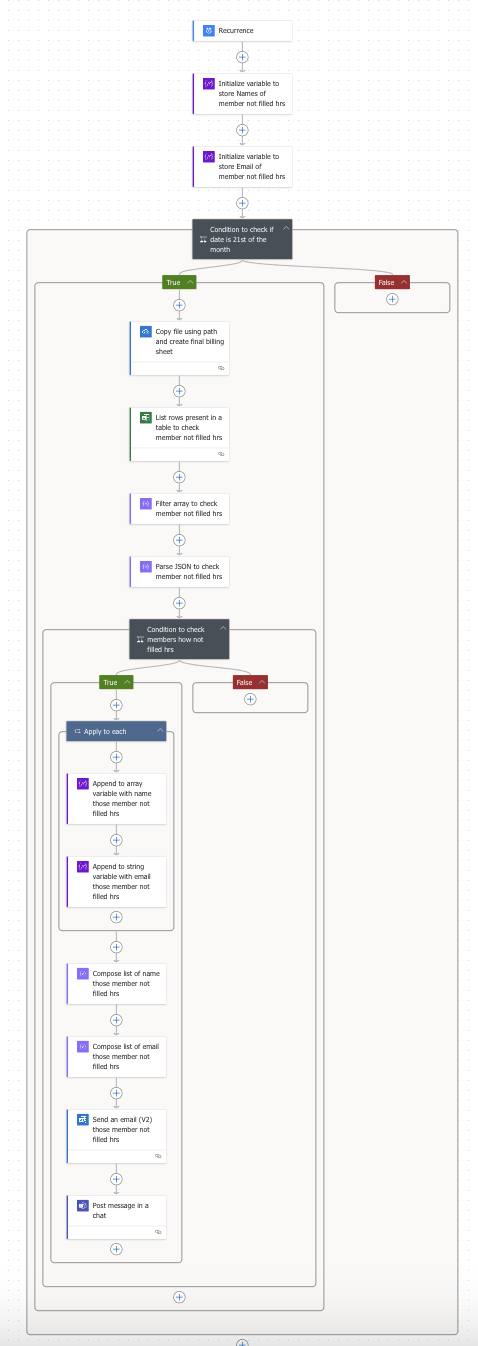 Recurrence
Initialize variable to
store Names of
member not filled hrs
Initialize variable to
store Email of
member not filled hrs
Condition to check if
date is 21st of the
month
True
False
Copy file using path
and create final billing
sheet
List rows present in a
table to check
member not filled hrs
Filter array to check
member not filled hrs
Parse JSON to check
member not filled hrs
Condition to check
members how not
filled hrs
True
False
Apply to each
Append to array
variable with name
those member not
filled hrs
Append to string
variable with email
those member not
filled hrs
Compose list of name
those member not
filled hrs
Compose list of email
those member not
filled hrs
Send an email (V2)
those member not
filled hrs
Post message in a
chat